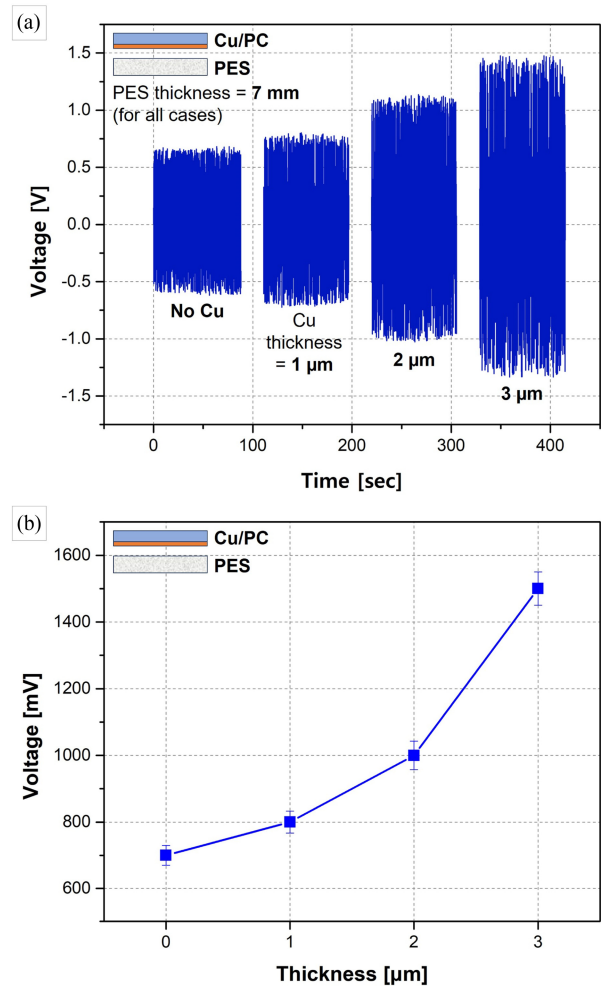 (a)
Cu/PC
PES
PES thickness = 7 mm
(for all cases)
1.5
1.0
0.5
0.0
-0.5
-1.0
-1.5
Voltage [V]
No Cu
Cu
thickness
= 1 μm
2 μm
3 μm
0
100
200
300
400
Time [sec]
(b)
Cu/PC
PES
1600
1400
1200
1000
800
600
Voltage [mV]
0
1
2
3
Thickness [μm]